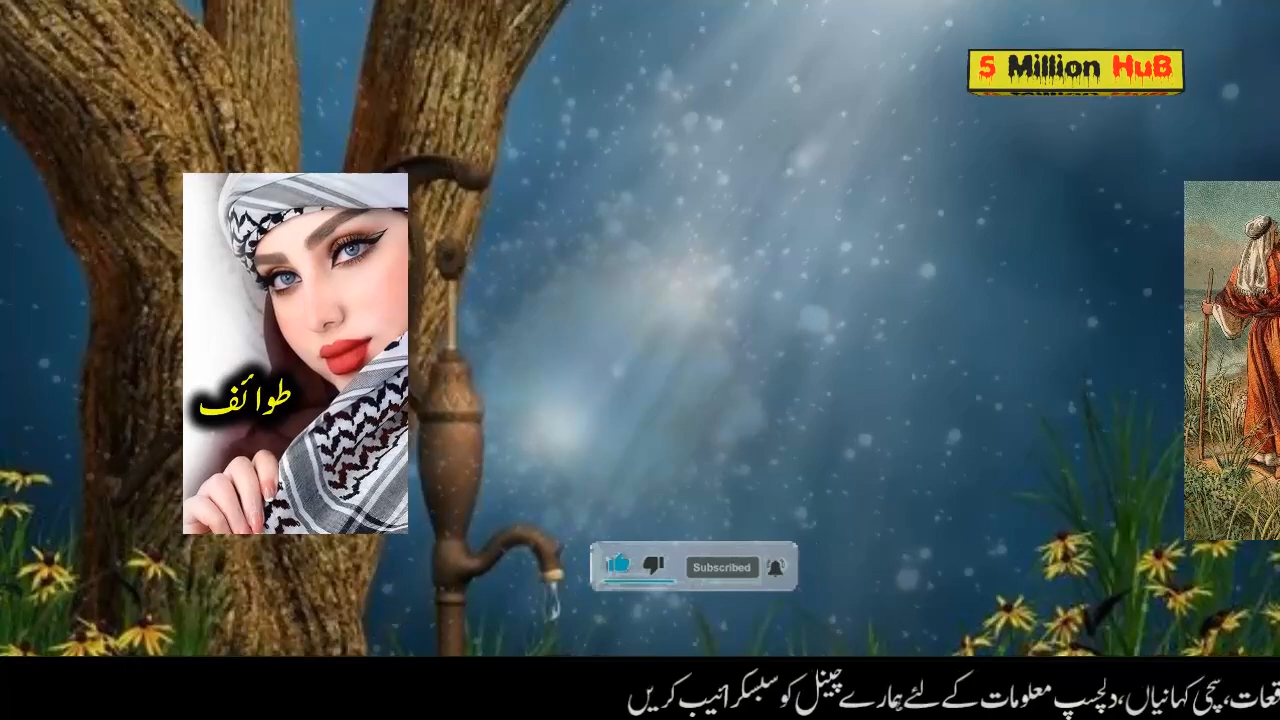 5 Million HuB
طوائف
Subscribed
سچی کہانیاں،دلچسپ معلومات کے لئے ہمارے چینل کو سبسکرائیب کریں